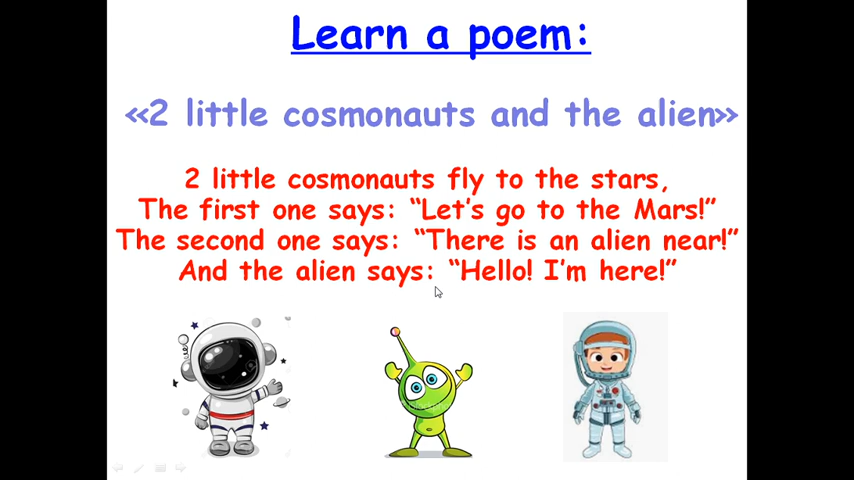 Learn a poem:
«2 little cosmonauts and the alien»
2 little cosmonauts fly to the stars,
The first one says: “Let’s go to the Mars!”
The second one says: “There is an alien near!”
And the alien says: “Hello! I’m here!”